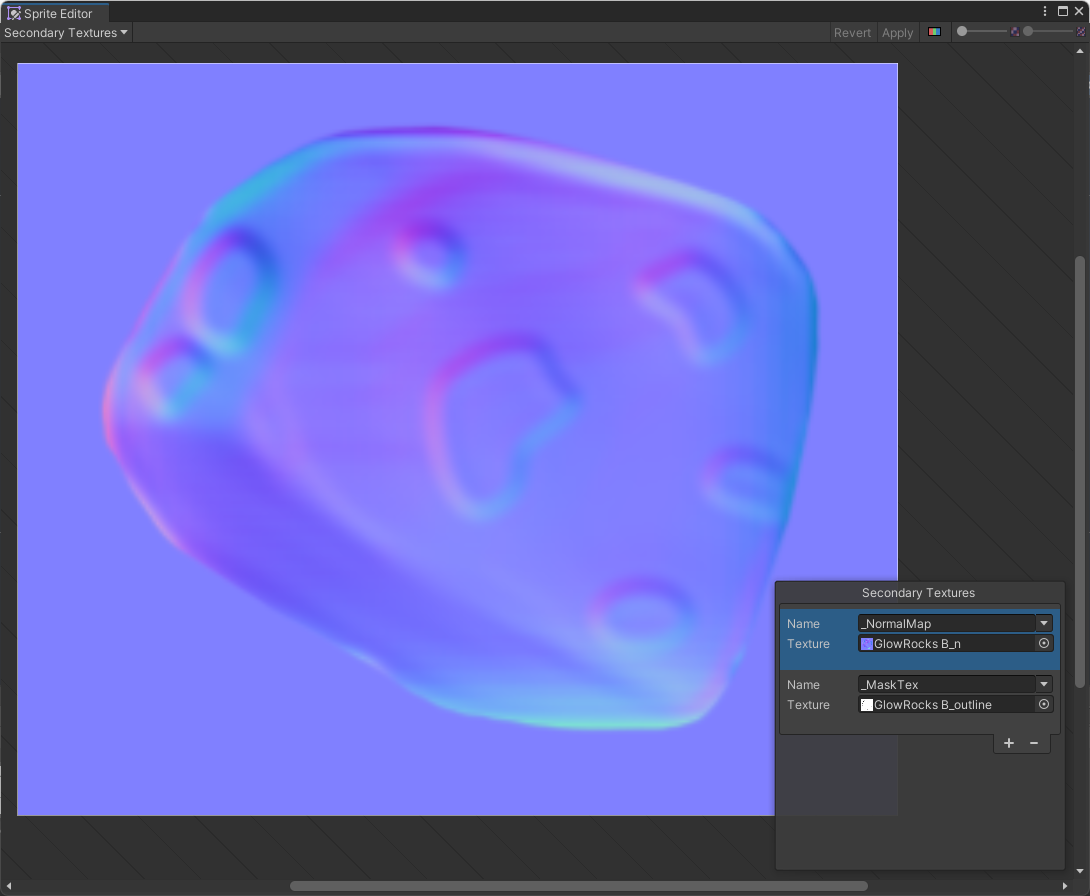 Sprite Editor
Secondary Textures
Revert Apply
Secondary Textures
Name _NormalMap
Texture GlowRocks B_n
Name _MaskTex
Texture GlowRocks B_outline
+ −